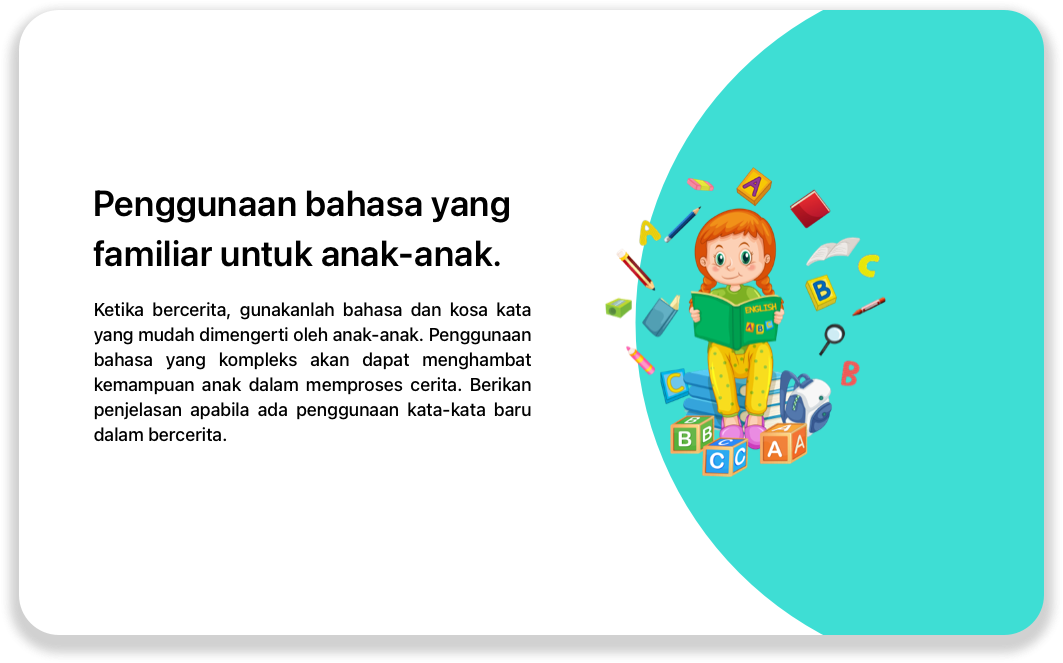 Penggunaan bahasa yang
familiar untuk anak-anak.
Ketika bercerita, gunakanlah bahasa dan kosa kata
yang mudah dimengerti oleh anak-anak. Penggunaan
bahasa yang kompleks akan dapat menghambat
kemampuan anak dalam memproses cerita. Berikan
penjelasan apabila ada penggunaan kata-kata baru
dalam bercerita.
A
A
C
B
ENGLISH
A B
B
C
B B
C C C
A A A